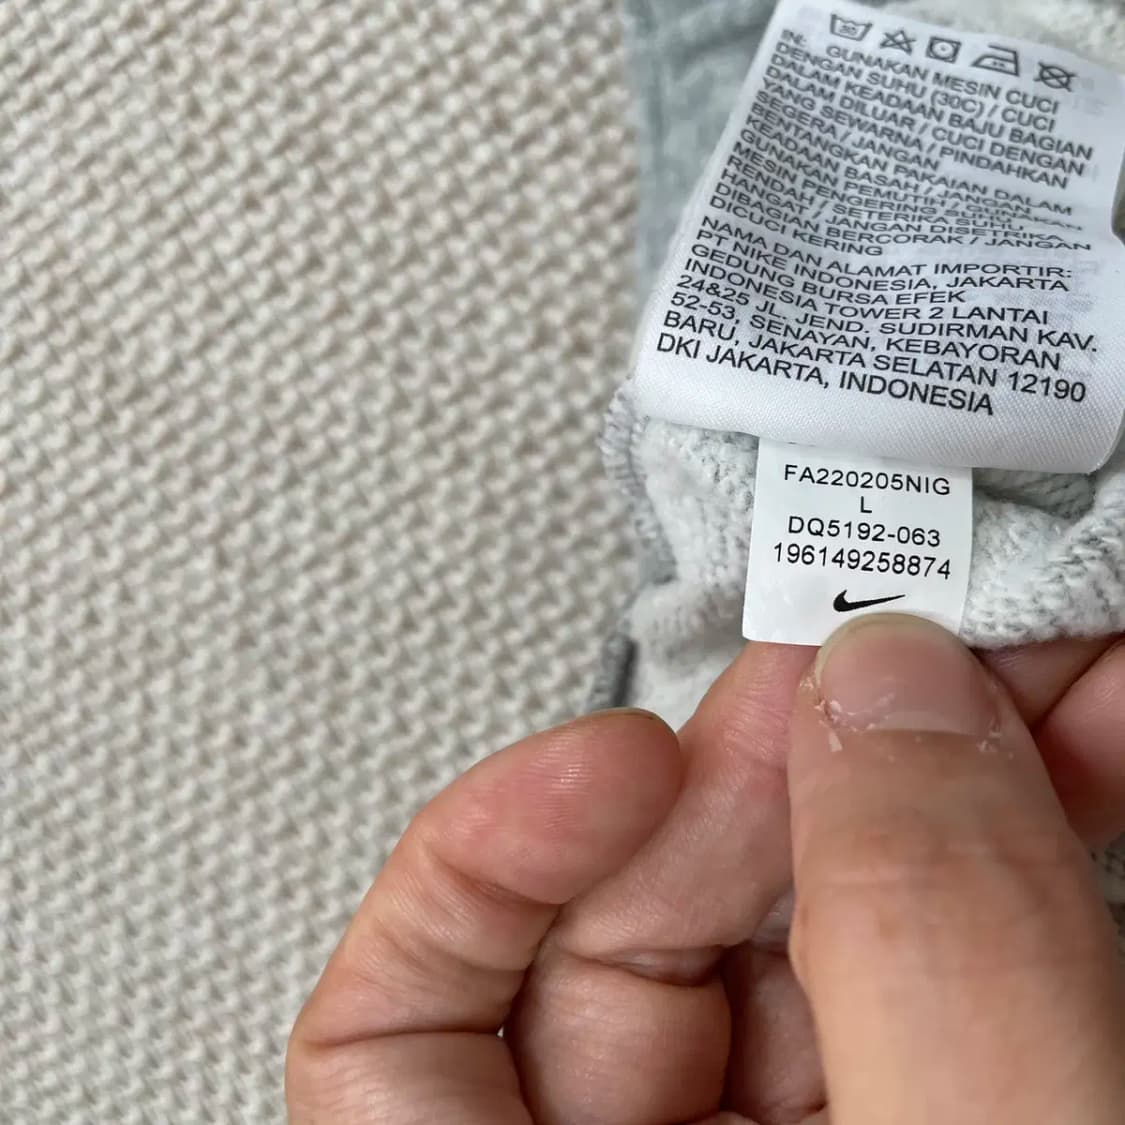 30
IN: GUNAKAN MESIN CUCI
DENGAN SUHU (30C) / CUCI
DALAM KEADAAN BAJU BAGIAN
DALAM DILUAR / CUCI DENGAN
YANG SEWARNA / PINDAHKAN
SEGERA / JANGAN
BENTANGKAN PAKAIAN DALAM
KEADAAN BASAH / JANGAN
GUNAKAN PEMUTIH / GUNAKAN
MESIN PENGERING SUHU
RENDAH / SETERIKA SUHU
HANGAT / JANGAN DISETRIKA
DIBAGIAN BERCORAK / JANGAN
DICUCI KERING
NAMA DAN ALAMAT IMPORTIR:
PT NIKE INDONESIA, JAKARTA
GEDUNG BURSA EFEK
INDONESIA TOWER 2 LANTAI
24&25 JL. JEND. SUDIRMAN KAV.
52-53, SENAYAN, KEBAYORAN
BARU, JAKARTA SELATAN 12190
DKI JAKARTA, INDONESIA
FA220205NIG
L
DQ5192-063
196149258874